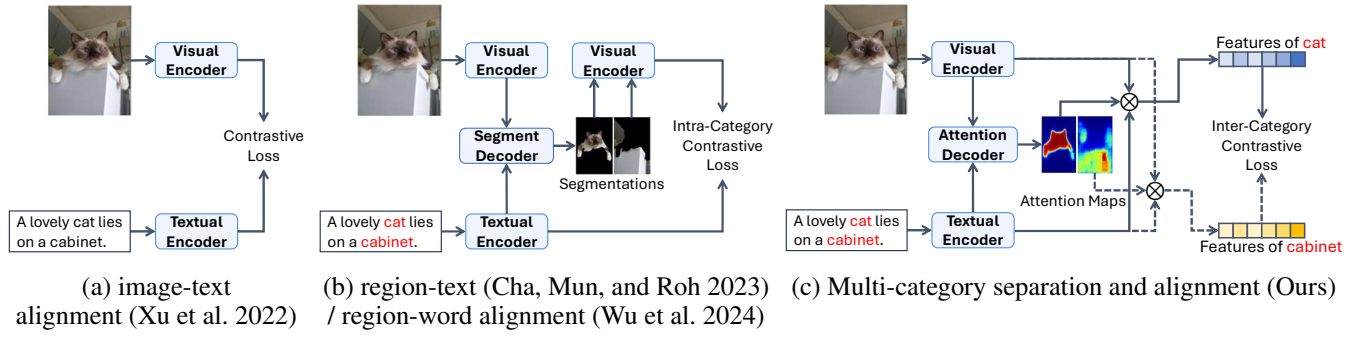 Visual
Encoder
Contrastive
Loss
A lovely cat lies
on a cabinet.
Textual
Encoder
(a) image-text
alignment (Xu et al. 2022)
Visual
Encoder
Visual
Encoder
Segment
Decoder
Segmentations
Intra-Category
Contrastive
Loss
A lovely cat lies
on a cabinet.
Textual
Encoder
(b) region-text (Cha, Mun, and Roh 2023)
/ region-word alignment (Wu et al. 2024)
Visual
Encoder
Features of cat
Attention
Decoder
Inter-Category
Contrastive
Loss
Attention Maps
A lovely cat lies
on a cabinet.
Textual
Encoder
Features of cabinet
(c) Multi-category separation and alignment (Ours)